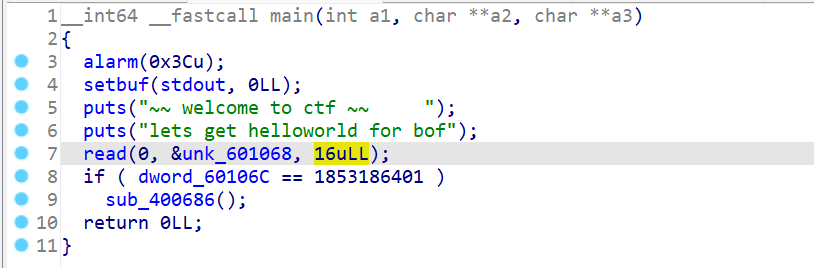 1 __int64 __fastcall main(int a1, char **a2, char **a3)
2 {
3 alarm(0x3Cu);
4 setbuf(stdout, 0LL);
5 puts("~~ welcome to ctf ~~     ");
6 puts("lets get helloworld for bof");
7 read(0, &unk_601068, 16uLL);
8 if ( dword_60106C == 1853186401 )
9 sub_400686();
10 return 0LL;
11 }